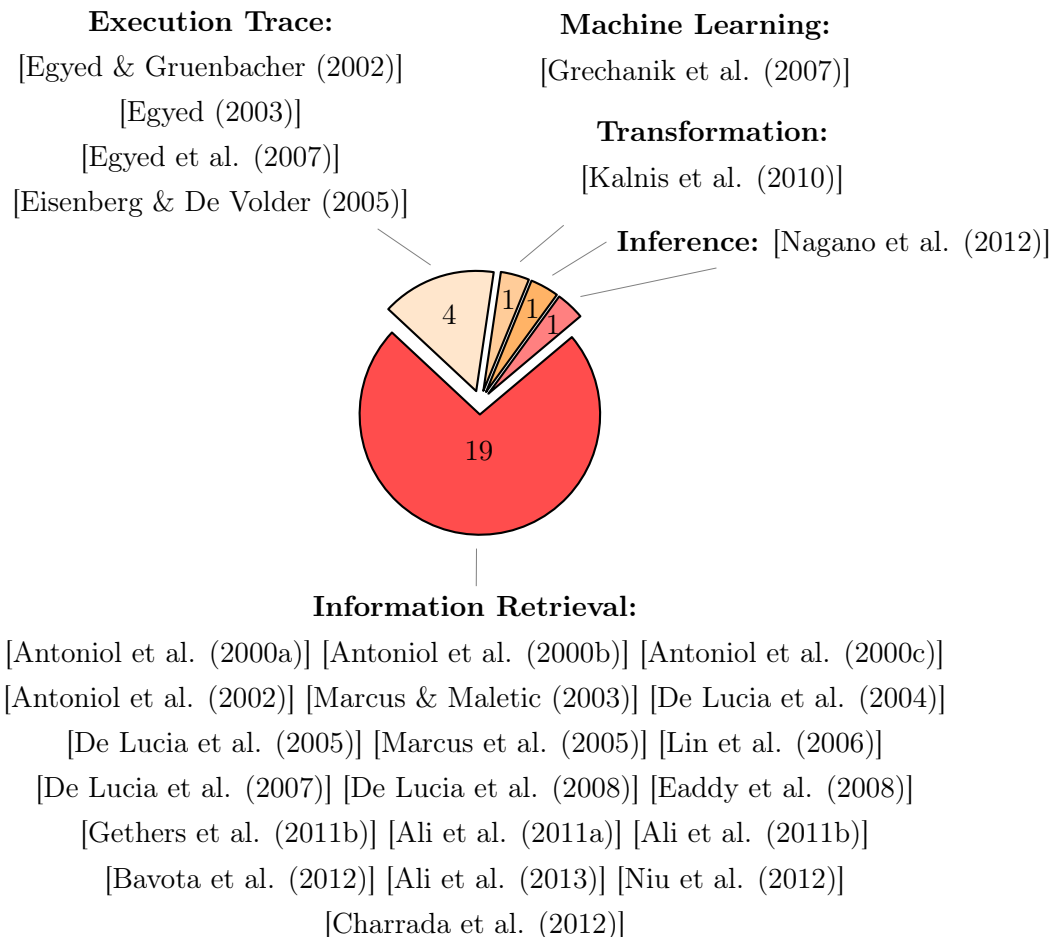 Execution Trace:
[Egyed & Gruenbacher (2002)]
[Egyed (2003)]
[Egyed et al. (2007)]
[Eisenberg & De Volder (2005)]
Machine Learning:
[Grechanik et al. (2007)]
Transformation:
[Kalnis et al. (2010)]
Inference: [Nagano et al. (2012)]
4
1
1
1
19
Information Retrieval:
[Antoniol et al. (2000a)] [Antoniol et al. (2000b)] [Antoniol et al. (2000c)]
[Antoniol et al. (2002)] [Marcus & Maletic (2003)] [De Lucia et al. (2004)]
[De Lucia et al. (2005)] [Marcus et al. (2005)] [Lin et al. (2006)]
[De Lucia et al. (2007)] [De Lucia et al. (2008)] [Eaddy et al. (2008)]
[Gethers et al. (2011b)] [Ali et al. (2011a)] [Ali et al. (2011b)]
[Bavota et al. (2012)] [Ali et al. (2013)] [Niu et al. (2012)]
[Charrada et al. (2012)]